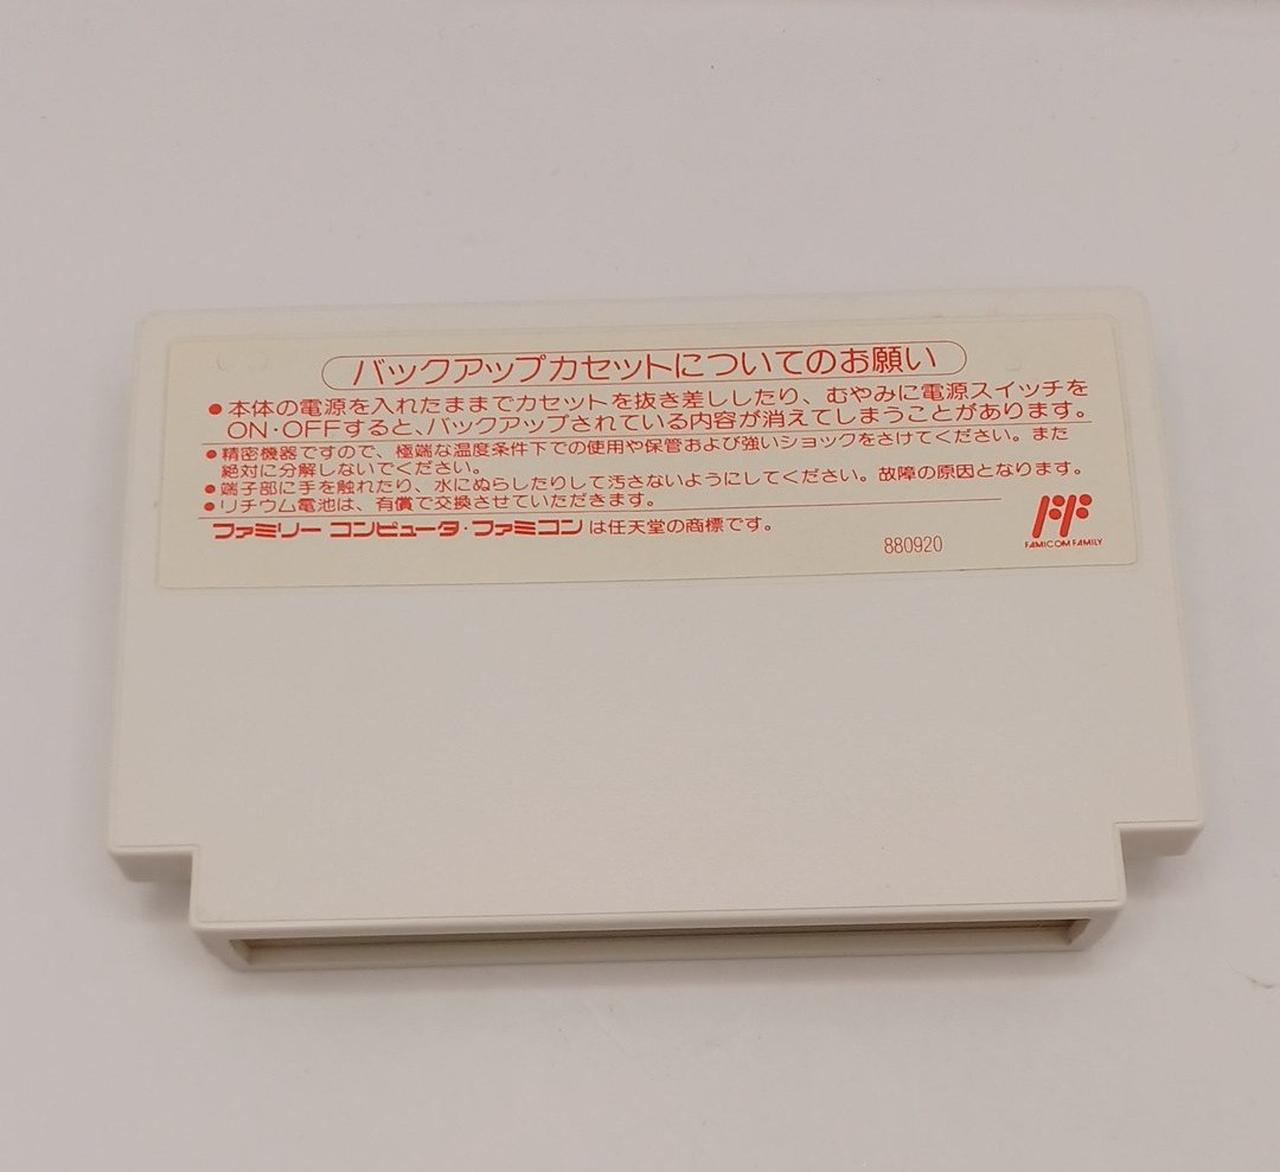 バックアップカセットについてのお願い
●本体の電源を入れたままでカセットを抜き差ししたり、むやみに電源スイッチを
ON・OFFすると、バックアップされている内容が消えてしまうことがあります。
●精密機器ですので、極端な温度条件下での使用や保管および強いショックをさけてください。また
絶対に分解しないでください。
●端子部に手を触れたり、水にぬらしたりして汚さないようにしてください。故障の原因となります。
●リチウム電池は、有償で交換させていただきます。
ファミリー コンピュータ・ファミコン は任天堂の商標です。
880920
FF
FAMICOM FAMILY